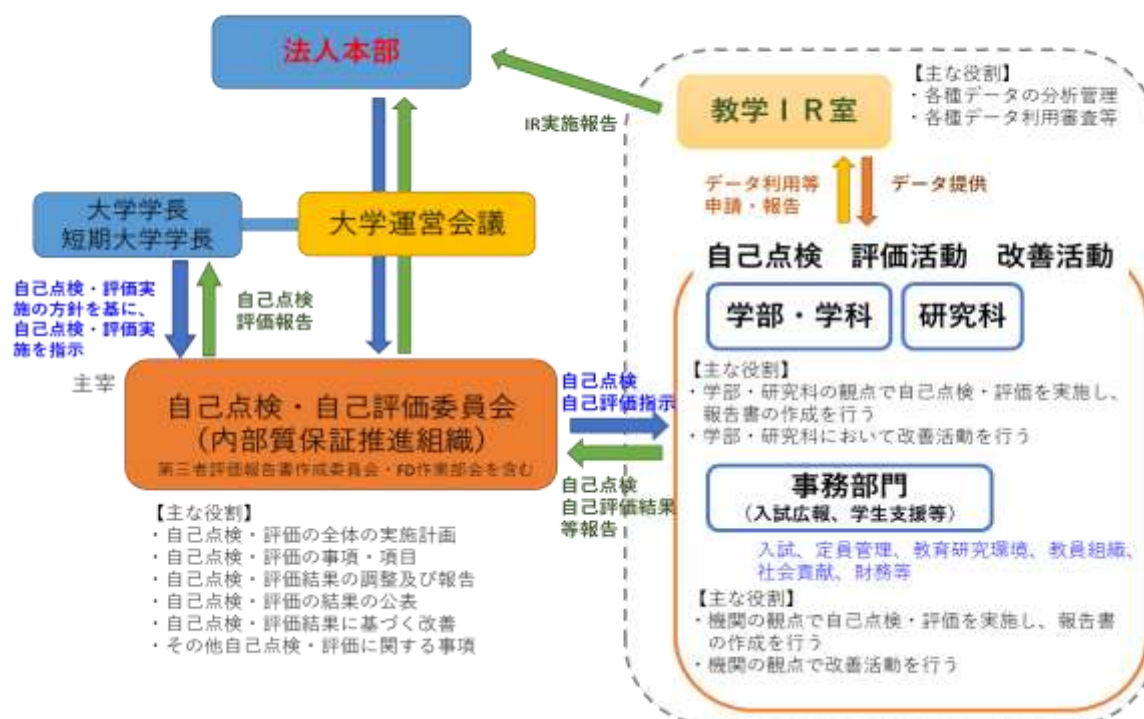 法人本部
IR実施報告
教学ＩＲ室
【主な役割】
・各種データの分析管理
・各種データ利用審査等
データ利用等
申請・報告
データ提供
大学学長
短期大学学長
大学運営会議
自己点検・評価実
施の方針を基に、
自己点検・評価実
施を指示
自己点検
評価報告
主宰
自己点検・自己評価委員会
（内部質保証推進組織）
第三者評価報告書作成委員会・FD作業部会を含む
【主な役割】
・自己点検・評価の全体の実施計画
・自己点検・評価の事項・項目
・自己点検・評価結果の調整及び報告
・自己点検・評価の結果の公表
・自己点検・評価結果に基づく改善
・その他自己点検・評価に関する事項
自己点検
自己評価指示
自己点検
自己評価結果
等報告
自己点検　評価活動　改善活動
学部・学科
研究科
【主な役割】
・学部・研究科の観点で自己点検・評価を実施し、
報告書の作成を行う
・学部・研究科において改善活動を行う
事務部門
（入試広報、学生支援等）
入試、定員管理、教育研究環境、教員組織、
社会貢献、財務等
【主な役割】
・機関の観点で自己点検・評価を実施し、報告書
の作成を行う
・機関の観点で改善活動を行う